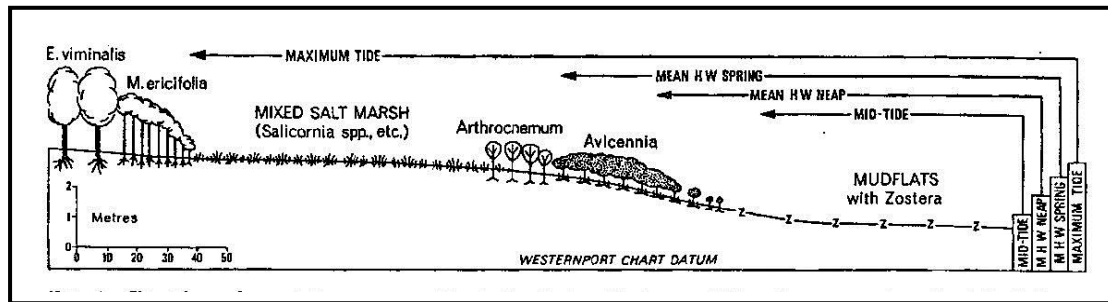 E. viminalis
M. ericifolia
MAXIMUM TIDE
MEAN H W SPRING
MEAN H W NEAP
MID-TIDE
MIXED SALT MARSH
(Salicornia spp., etc.)
Arthrocnemum
Avicennia
MUDFLATS
with Zostera
z z z z z z
2
1
0
Metres
10 20 30 40 50
WESTERNPORT CHART DATUM
MID-TIDE
M H W NEAP
M H W SPRING
MAXIMUM TIDE